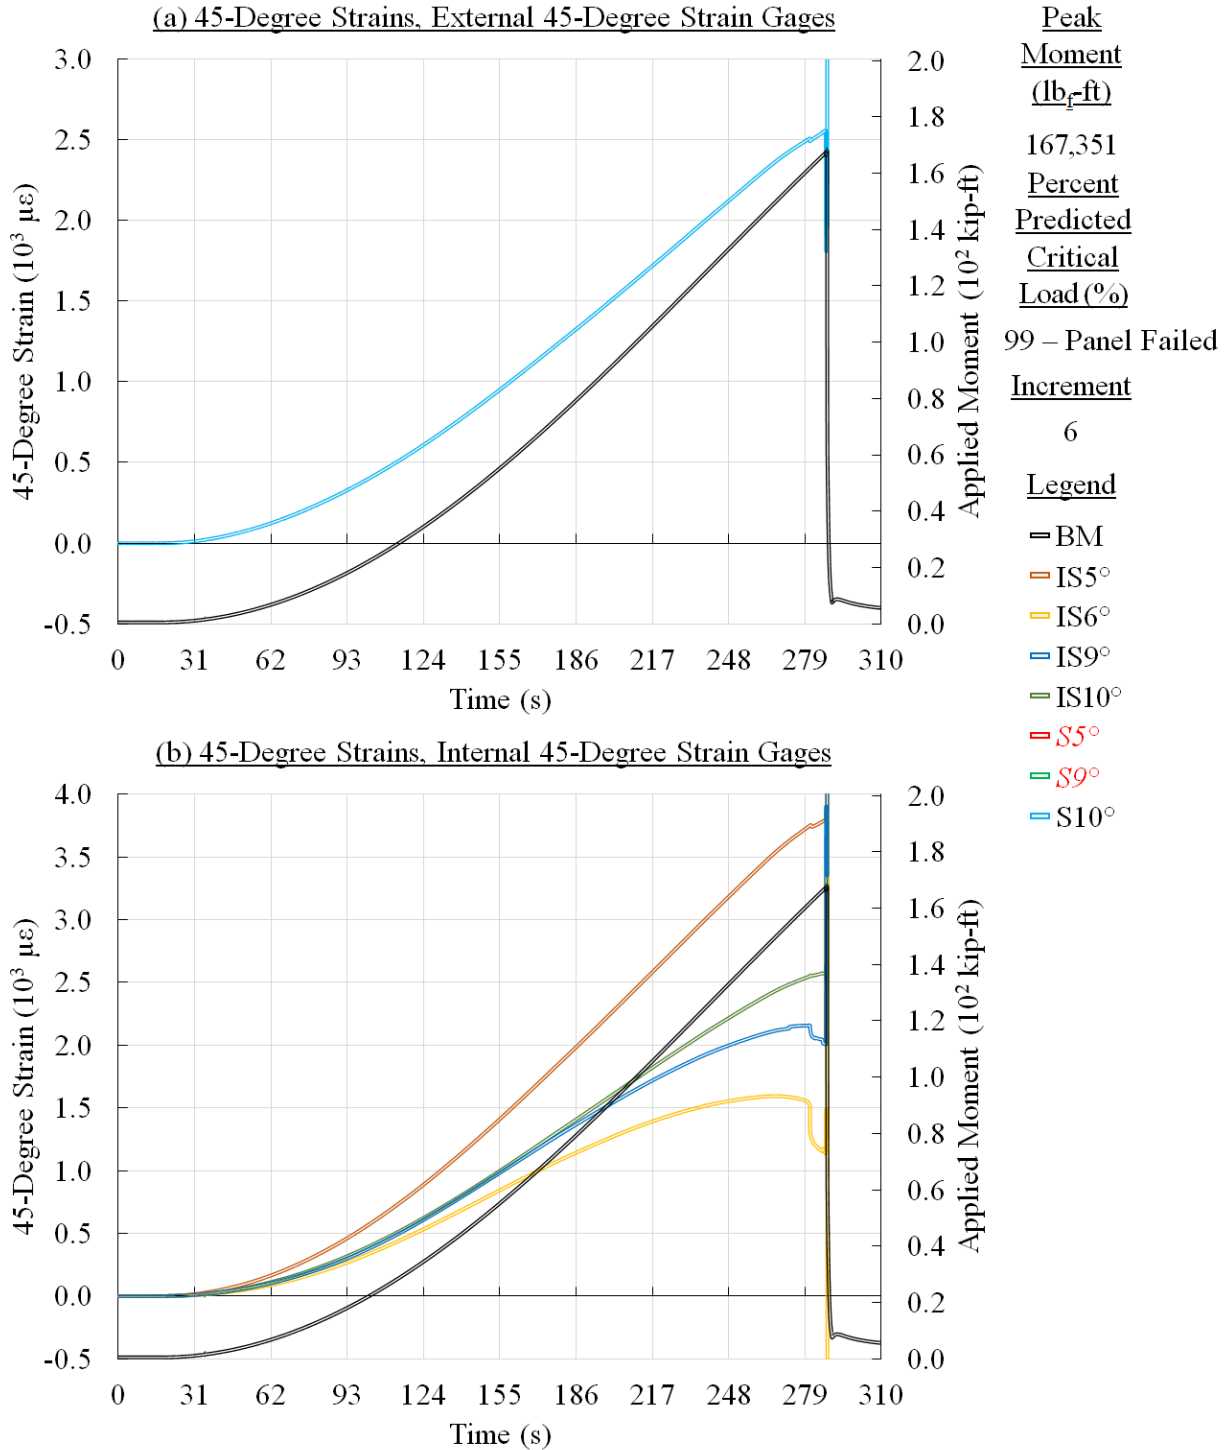 (a) 45-Degree Strains, External 45-Degree Strain Gages
3.0
2.5
2.0
1.5
1.0
0.5
0.0
-0.5
45-Degree Strain (10³ µε)
2.0
1.8
1.6
1.4
1.2
1.0
0.8
0.6
0.4
0.2
0.0
Applied Moment (10² kip-ft)
0 31 62 93 124 155 186 217 248 279 310
Time (s)
(b) 45-Degree Strains, Internal 45-Degree Strain Gages
4.0
3.5
3.0
2.5
2.0
1.5
1.0
0.5
0.0
-0.5
45-Degree Strain (10³ µε)
2.0
1.8
1.6
1.4
1.2
1.0
0.8
0.6
0.4
0.2
0.0
Applied Moment (10² kip-ft)
0 31 62 93 124 155 186 217 248 279 310
Time (s)
Peak
Moment
(lbf-ft)
167,351
Percent
Predicted
Critical
Load (%)
99 – Panel Failed
Increment
6
Legend
BM
IS5°
IS6°
IS9°
IS10°
S5°
S9°
S10°